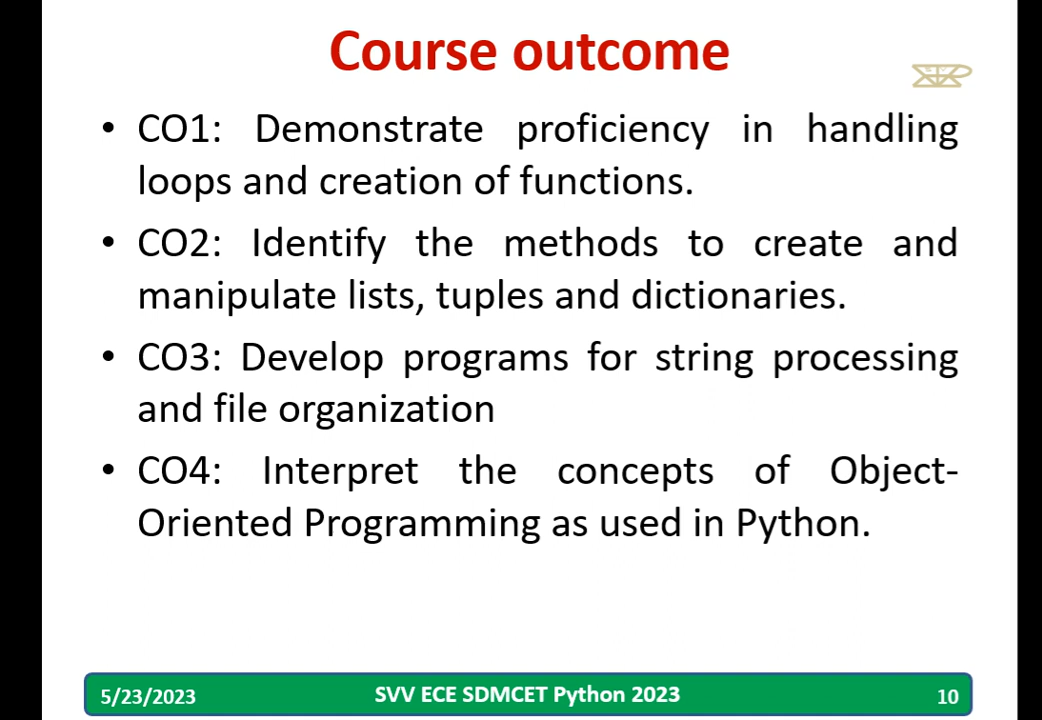 Course outcome
• CO1: Demonstrate proficiency in handling
loops and creation of functions.
• CO2: Identify the methods to create and
manipulate lists, tuples and dictionaries.
• CO3: Develop programs for string processing
and file organization
• CO4: Interpret the concepts of Object-
Oriented Programming as used in Python.
5/23/2023 SVV ECE SDMCET Python 2023 10